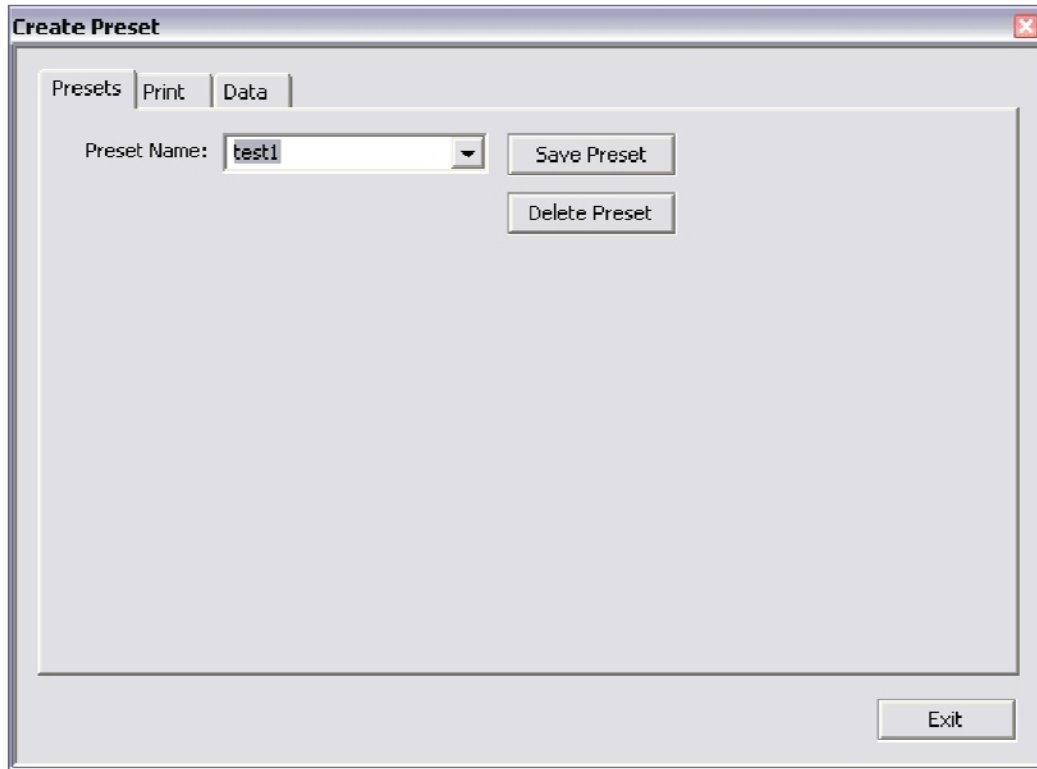 Create Preset
Presets Print Data
Preset Name: test1 Save Preset
Delete Preset
Exit